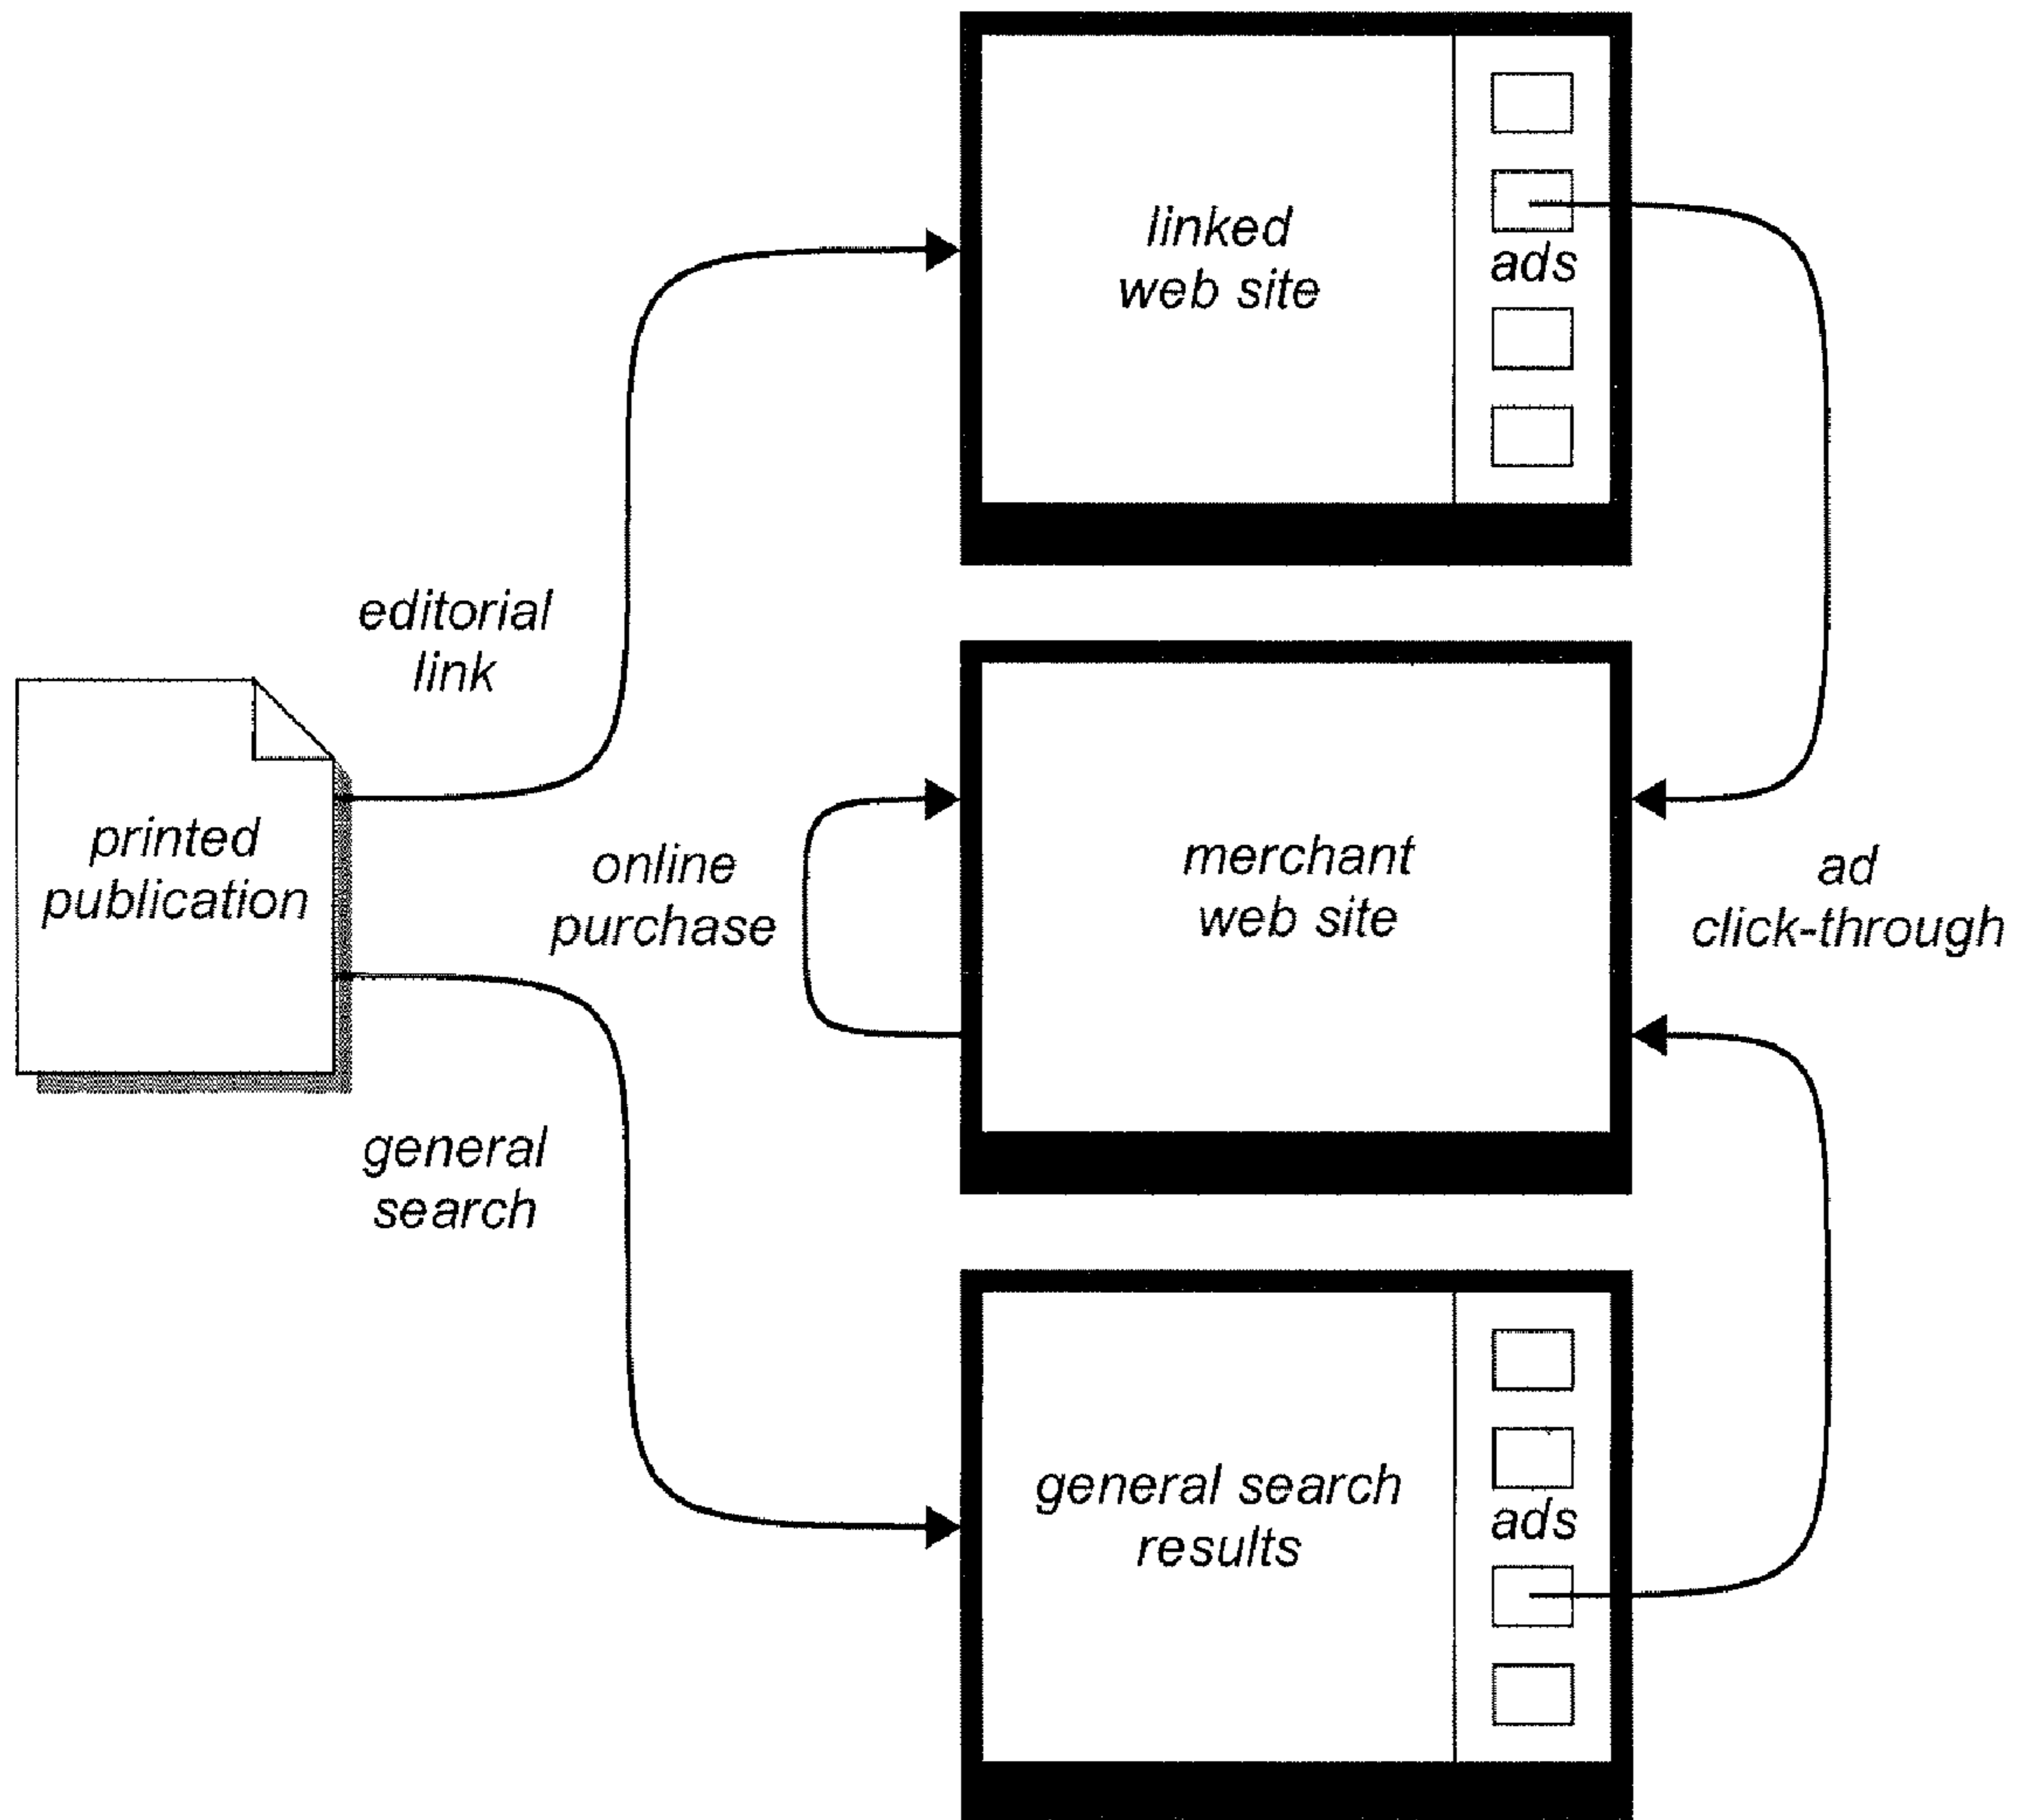 linked
web site
ads
editorial
link
printed
publication
online
purchase
merchant
web site
ad
click-through
general
search
general search
results
ads